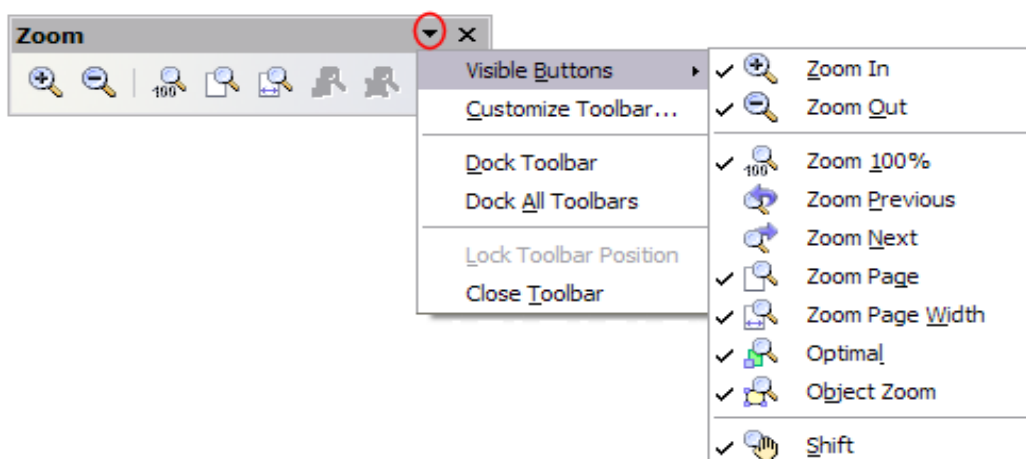 Zoom
100
Visible Buttons
Customize Toolbar...
Dock Toolbar
Dock All Toolbars
Lock Toolbar Position
Close Toolbar
Zoom In
Zoom Out
100
Zoom 100%
Zoom Previous
Zoom Next
Zoom Page
Zoom Page Width
Optimal
Object Zoom
Shift